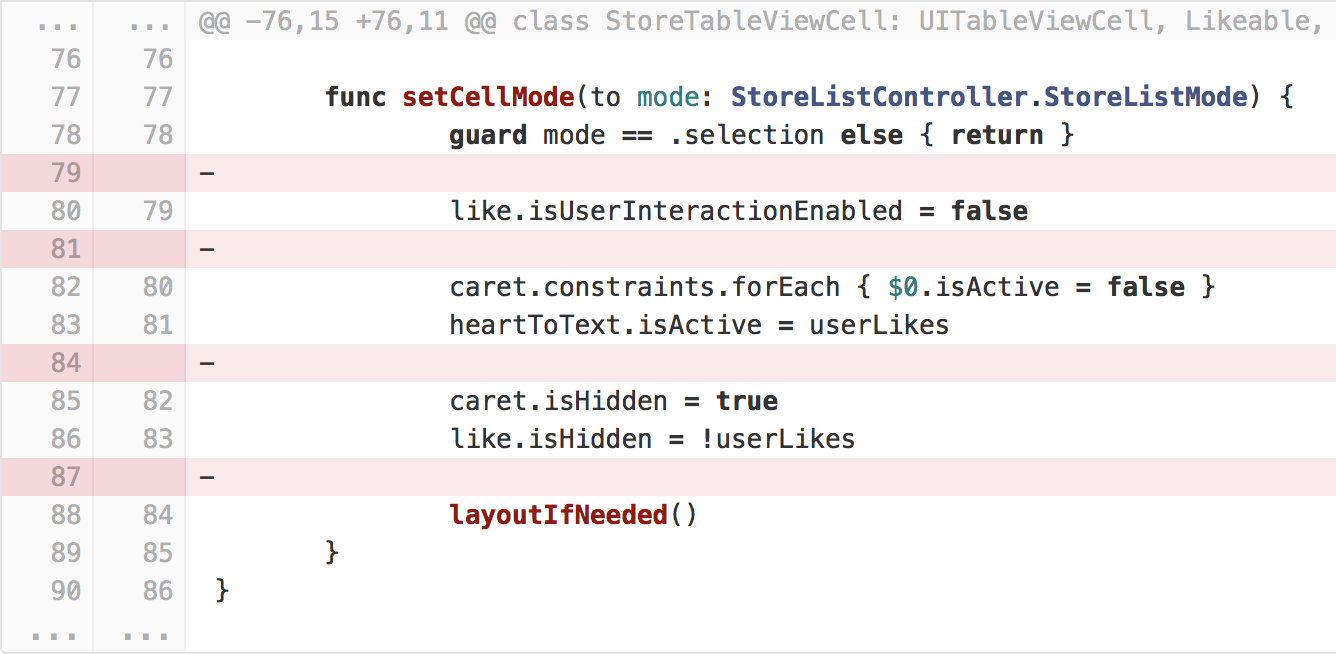 ... ... @@ −76,15 +76,11 @@ class StoreTableViewCell: UITableViewCell, Likeable,
76 76
77 77 func setCellMode(to mode: StoreListController.StoreListMode) {
78 78 guard mode == .selection else { return }
79 −
80 79 like.isUserInteractionEnabled = false
81 −
82 80 caret.constraints.forEach { $0.isActive = false }
83 81 heartToText.isActive = userLikes
84 −
85 82 caret.isHidden = true
86 83 like.isHidden = !userLikes
87 −
88 84 layoutIfNeeded()
89 85 }
90 86 }
... ...